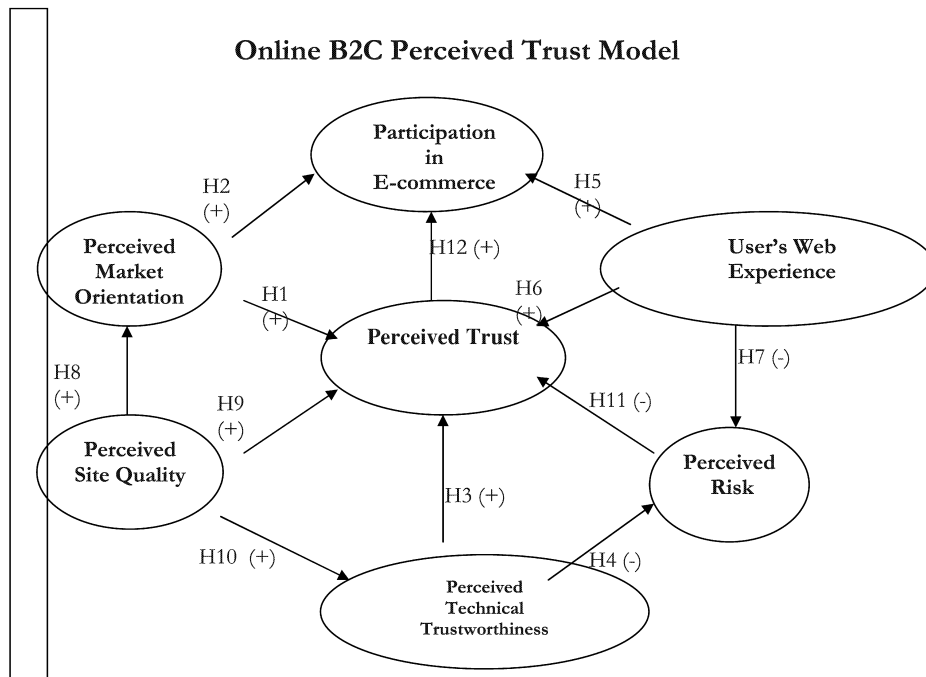 Online B2C Perceived Trust Model
Participation
in
E-commerce
H2
(+)
H5
(+)
Perceived
Market
Orientation
H12 (+)
User's Web
Experience
H1
(+)
H6
(+)
Perceived Trust
H8
(+)
H9
(+)
H11 (-)
H7 (-)
Perceived
Site Quality
Perceived
Risk
H3 (+)
H10 (+)
H4 (-)
Perceived
Technical
Trustworthiness